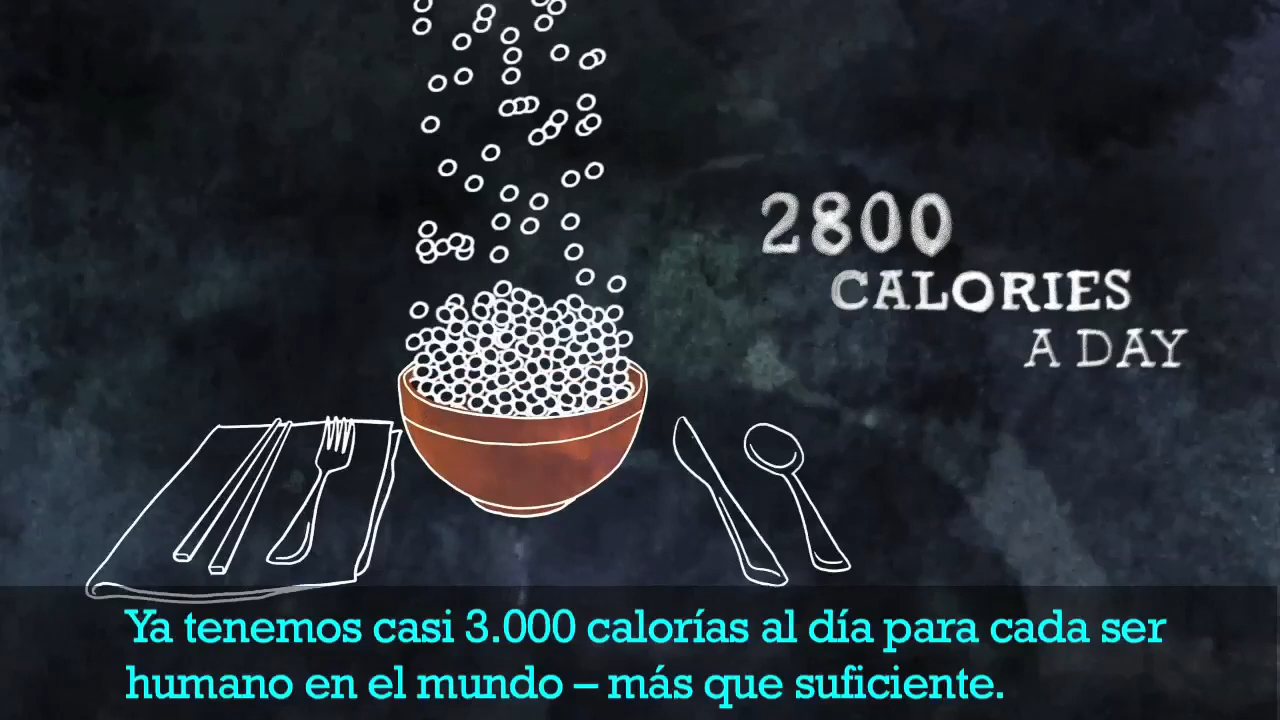 2800
CALORIES
A DAY
Ya tenemos casi 3.000 calorías al día para cada ser
humano en el mundo – más que suficiente.